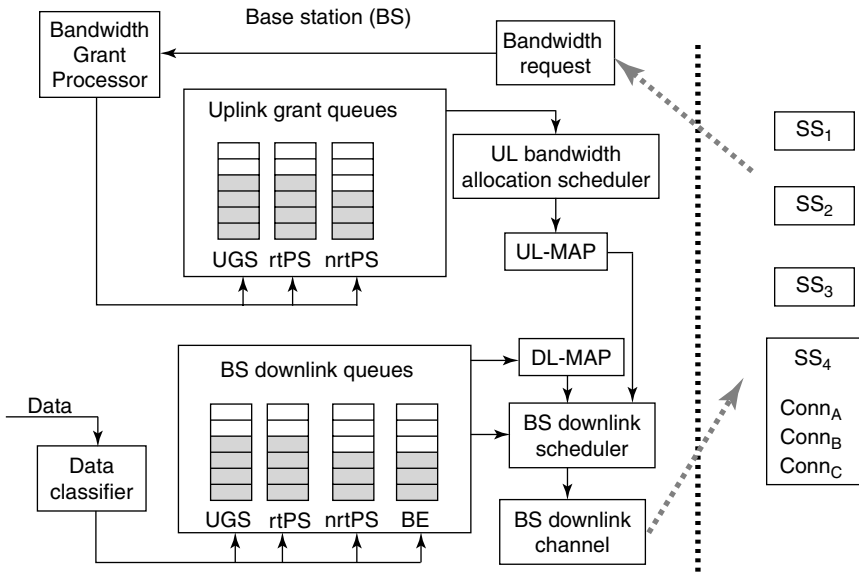 Base station (BS)
Bandwidth
Grant
Processor
Bandwidth
request
Uplink grant queues
UGS rtPS nrtPS
UL bandwidth
allocation scheduler
UL-MAP
SS1
SS2
SS3
SS4
ConnA
ConnB
ConnC
BS downlink queues
UGS rtPS nrtPS BE
DL-MAP
BS downlink
scheduler
BS downlink
channel
Data
Data
classifier